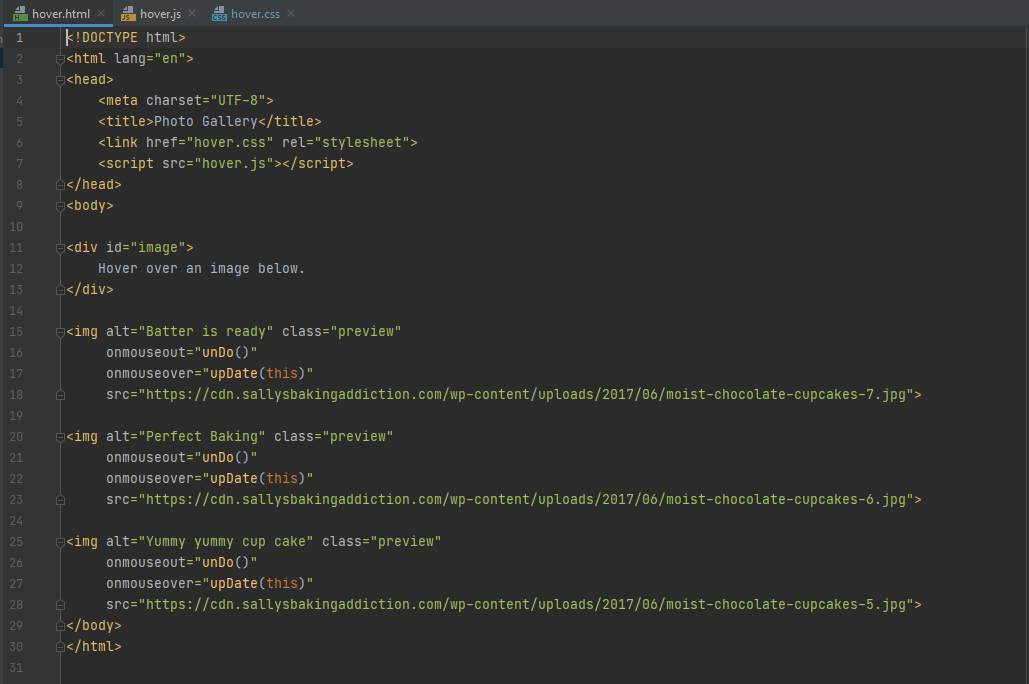 hover.html hover.js hover.css
1 <!DOCTYPE html>
2 <html lang="en">
3 <head>
4     <meta charset="UTF-8">
5     <title>Photo Gallery</title>
6     <link href="hover.css" rel="stylesheet">
7     <script src="hover.js"></script>
8 </head>
9 <body>
10
11 <div id="image">
12     Hover over an image below.
13 </div>
14
15 <img alt="Batter is ready" class="preview"
16      onmouseout="unDo()"
17      onmouseover="upDate(this)"
18      src="https://cdn.sallysbakingaddiction.com/wp-content/uploads/2017/06/moist-chocolate-cupcakes-7.jpg">
19
20 <img alt="Perfect Baking" class="preview"
21      onmouseout="unDo()"
22      onmouseover="upDate(this)"
23      src="https://cdn.sallysbakingaddiction.com/wp-content/uploads/2017/06/moist-chocolate-cupcakes-6.jpg">
24
25 <img alt="Yummy yummy cup cake" class="preview"
26      onmouseout="unDo()"
27      onmouseover="upDate(this)"
28      src="https://cdn.sallysbakingaddiction.com/wp-content/uploads/2017/06/moist-chocolate-cupcakes-5.jpg">
29 </body>
30 </html>
31